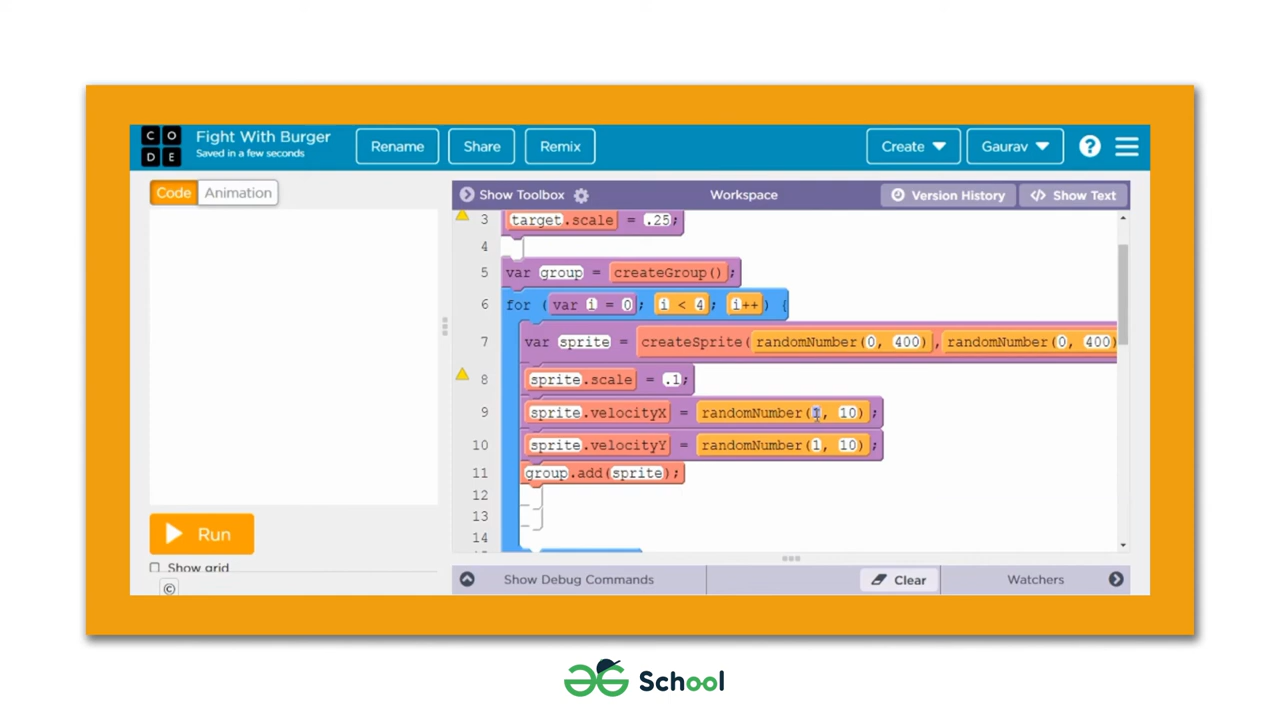 C O D E
Fight With Burger
Saved in a few seconds
Rename
Share
Remix
Create
Gaurav
?
Code
Animation
Show Toolbox
Workspace
Version History
</> Show Text
3 target.scale = .25;
4
5 var group = createGroup();
6 for (var i = 0; i < 4; i++) {
7 var sprite = createSprite(randomNumber(0, 400), randomNumber(0, 400)
8 sprite.scale = .1;
9 sprite.velocityX = randomNumber(1, 10);
10 sprite.velocityY = randomNumber(1, 10);
11 group.add(sprite);
12
13
14
Run
Show grid
©
Show Debug Commands
Clear
Watchers
School